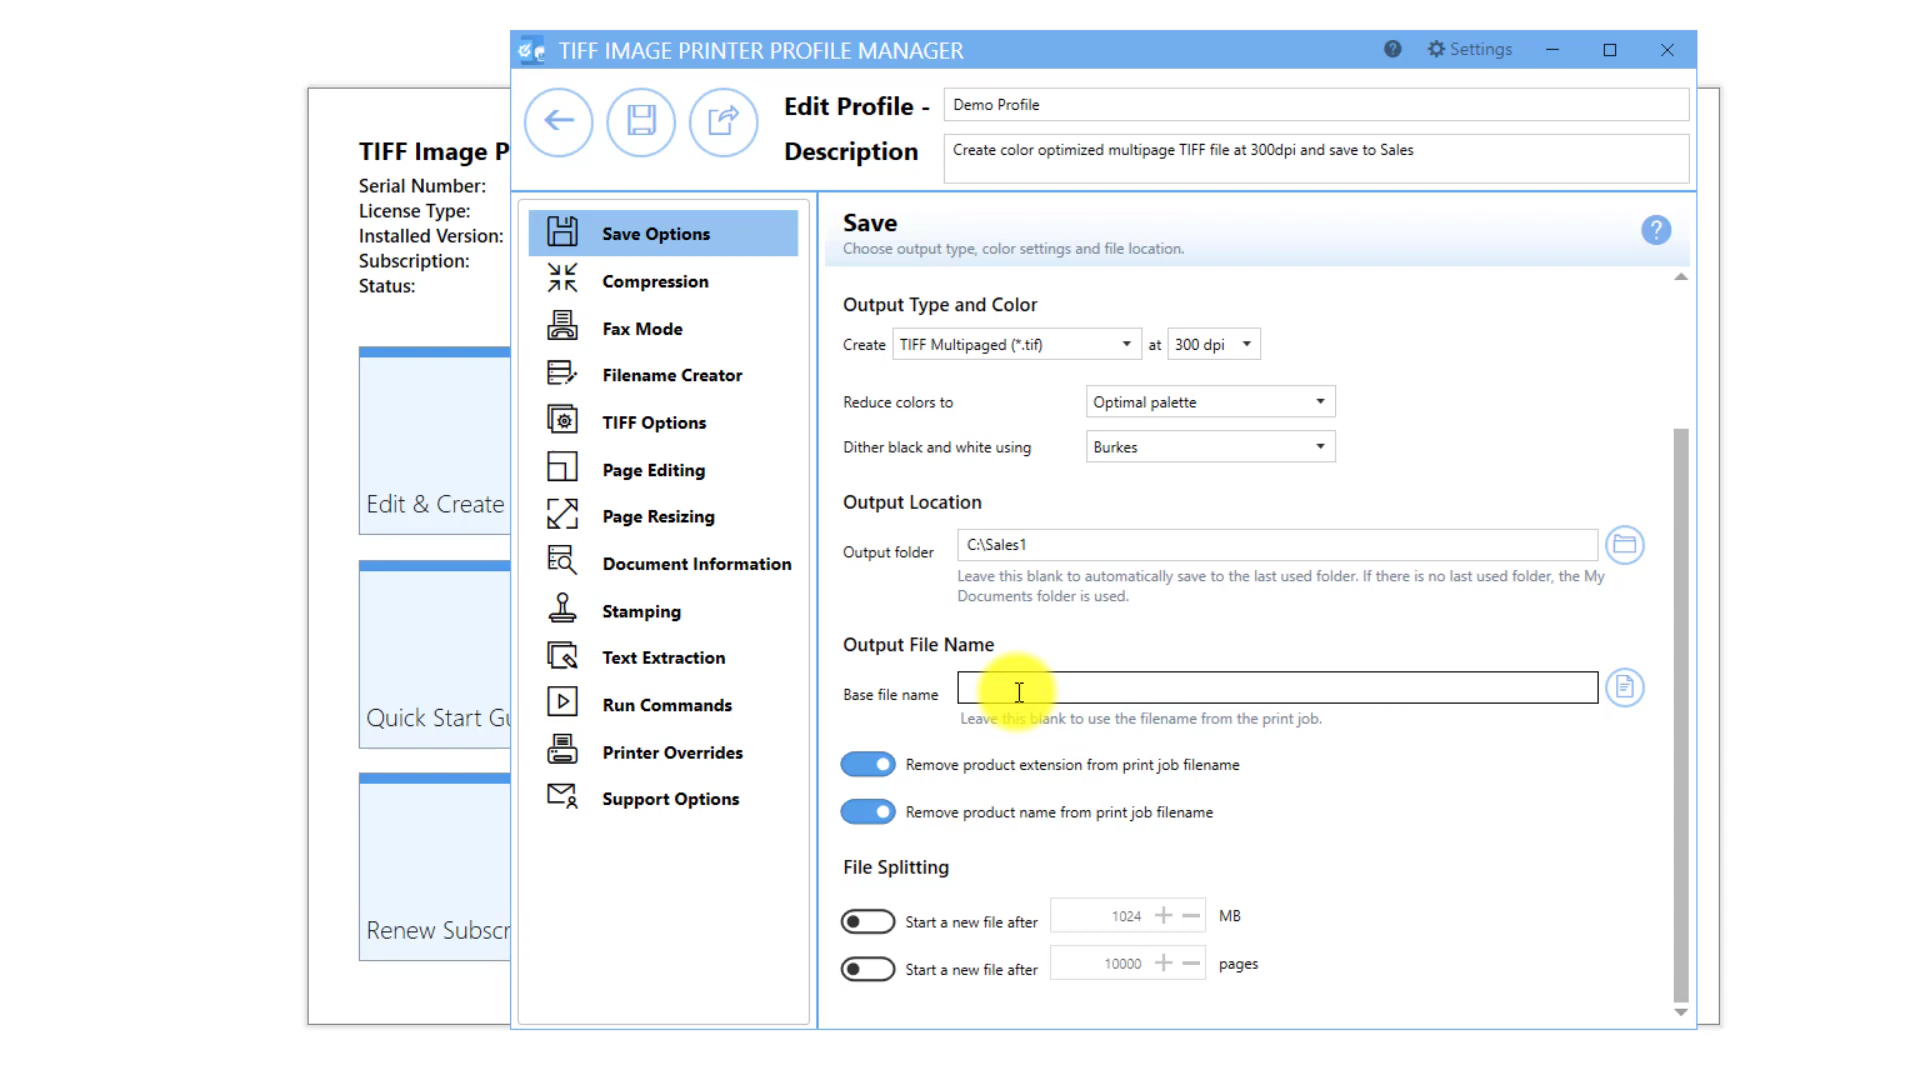 TIFF IMAGE PRINTER PROFILE MANAGER
Settings
Edit Profile -
Demo Profile
Description
Create color optimized multipage TIFF file at 300dpi and save to Sales
TIFF Image P
Serial Number:
License Type:
Installed Version:
Subscription:
Status:
Edit & Create
Quick Start Gu
Renew Subscr
Save Options
Compression
Fax Mode
Filename Creator
TIFF Options
Page Editing
Page Resizing
Document Information
Stamping
Text Extraction
Run Commands
Printer Overrides
Support Options
Save
Choose output type, color settings and file location.
Output Type and Color
Create TIFF Multipaged (*.tif) at 300 dpi
Reduce colors to Optimal palette
Dither black and white using Burkes
Output Location
Output folder C:\Sales1
Leave this blank to automatically save to the last used folder. If there is no last used folder, the My
Documents folder is used.
Output File Name
Base file name
Leave this blank to use the filename from the print job.
Remove product extension from print job filename
Remove product name from print job filename
File Splitting
Start a new file after 1024 MB
Start a new file after 10000 pages